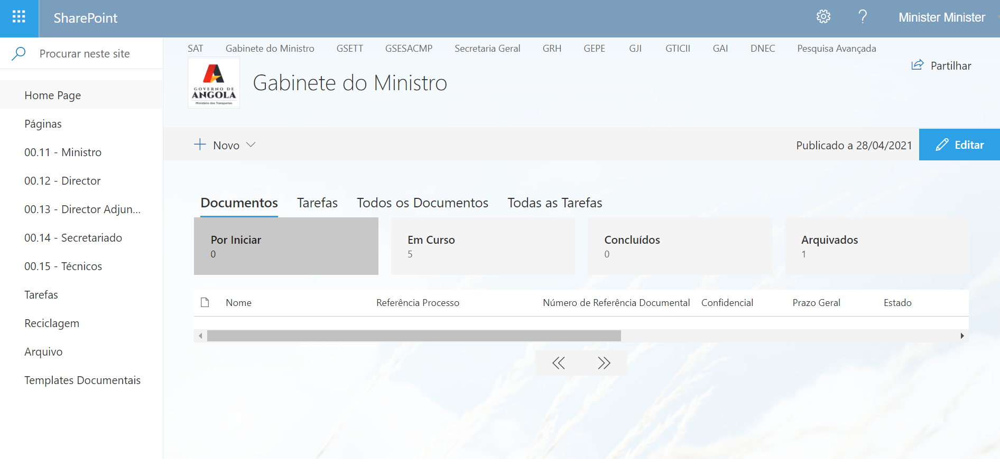 SharePoint
?
Minister Minister
Procurar neste site
SAT Gabinete do Ministro GSETT GSESACMP Secretaria Geral GRH GEPE GJI GTICII GAI DNEC Pesquisa Avançada
Partilhar
GOVERNO DE
ANGOLA
Ministério dos Transportes
Gabinete do Ministro
Home Page
Páginas
00.11 - Ministro
00.12 - Director
00.13 - Director Adjun...
00.14 - Secretariado
00.15 - Técnicos
Tarefas
Reciclagem
Arquivo
Templates Documentais
Novo
Publicado a 28/04/2021
Editar
Documentos Tarefas Todos os Documentos Todas as Tarefas
Por Iniciar
0
Em Curso
5
Concluídos
0
Arquivados
1
Nome Referência Processo Número de Referência Documental Confidencial Prazo Geral Estado